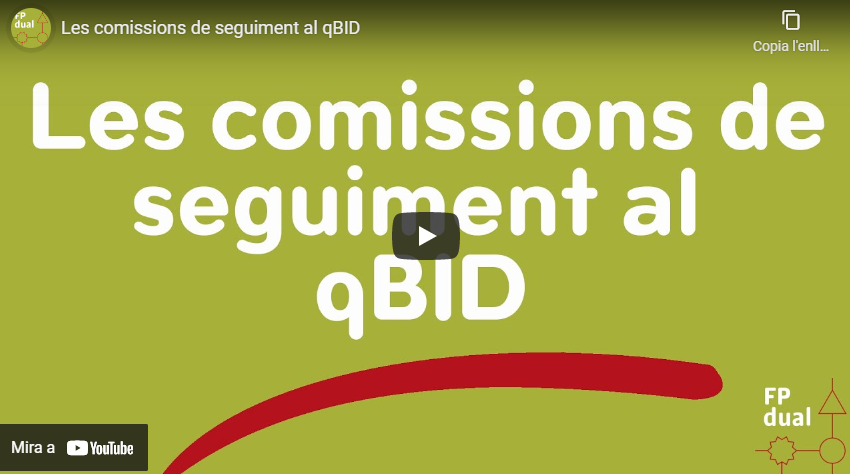 FP
dual
Les comissions de seguiment al qBID
Copia l'enll...
Les comissions de
seguiment al
qBID
FP
dual
Mira a YouTube